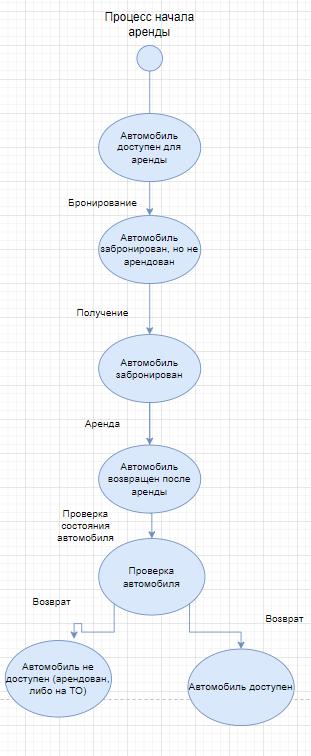 Процесс начала
аренды
Автомобиль
доступен для
аренды
Бронирование
Автомобиль
забронирован, но не
арендован
Получение
Автомобиль
забронирован
Аренда
Автомобиль
возвращен после
аренды
Проверка
состояния
автомобиля
Проверка
автомобиля
Возврат
Возврат
Автомобиль не
доступен (арендован,
либо на ТО)
Автомобиль доступен